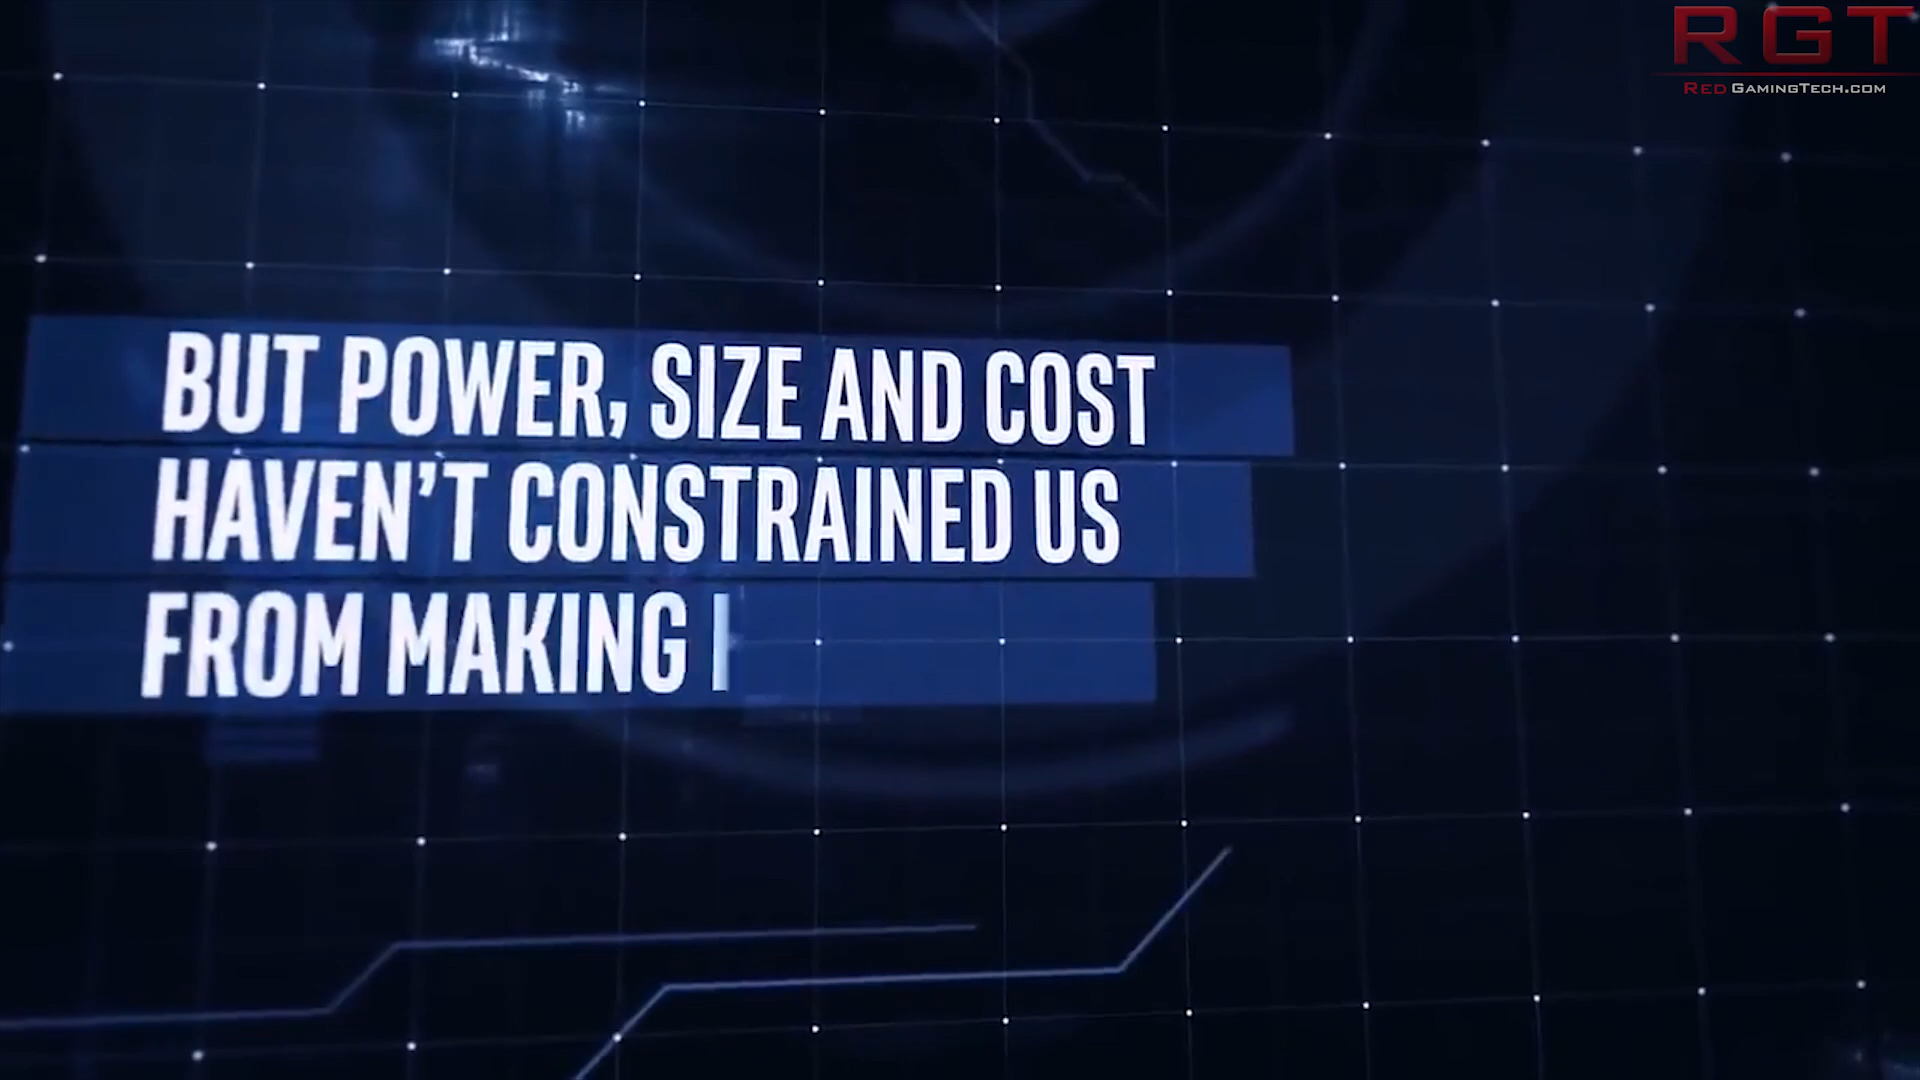 RGT
RED GAMINGTECH.COM
BUT POWER, SIZE AND COST
HAVEN’T CONSTRAINED US
FROM MAKING